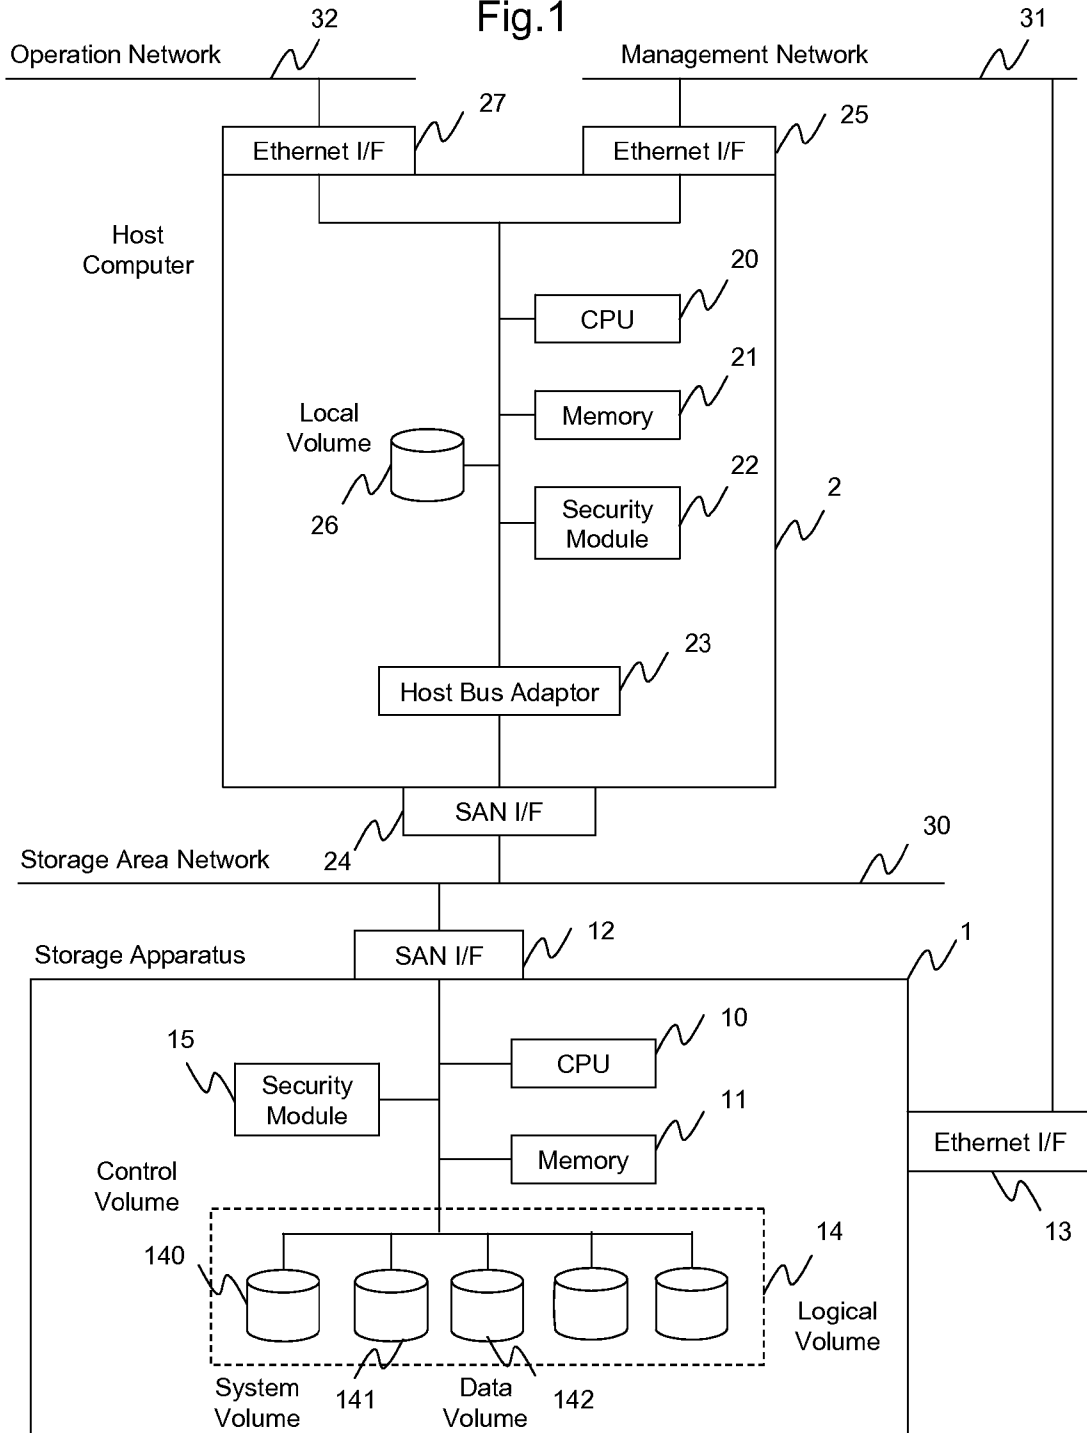 Fig.1
32
31
Operation Network
Management Network
27
25
Ethernet I/F
Ethernet I/F
Host
Computer
20
CPU
21
Memory
Local
Volume
26
22
Security
Module
2
23
Host Bus Adaptor
SAN I/F
24
Storage Area Network
30
12
1
Storage Apparatus
SAN I/F
10
CPU
15
Security
Module
11
Memory
Ethernet I/F
13
Control
Volume
140
14
Logical
Volume
System
Volume
141
Data
Volume
142